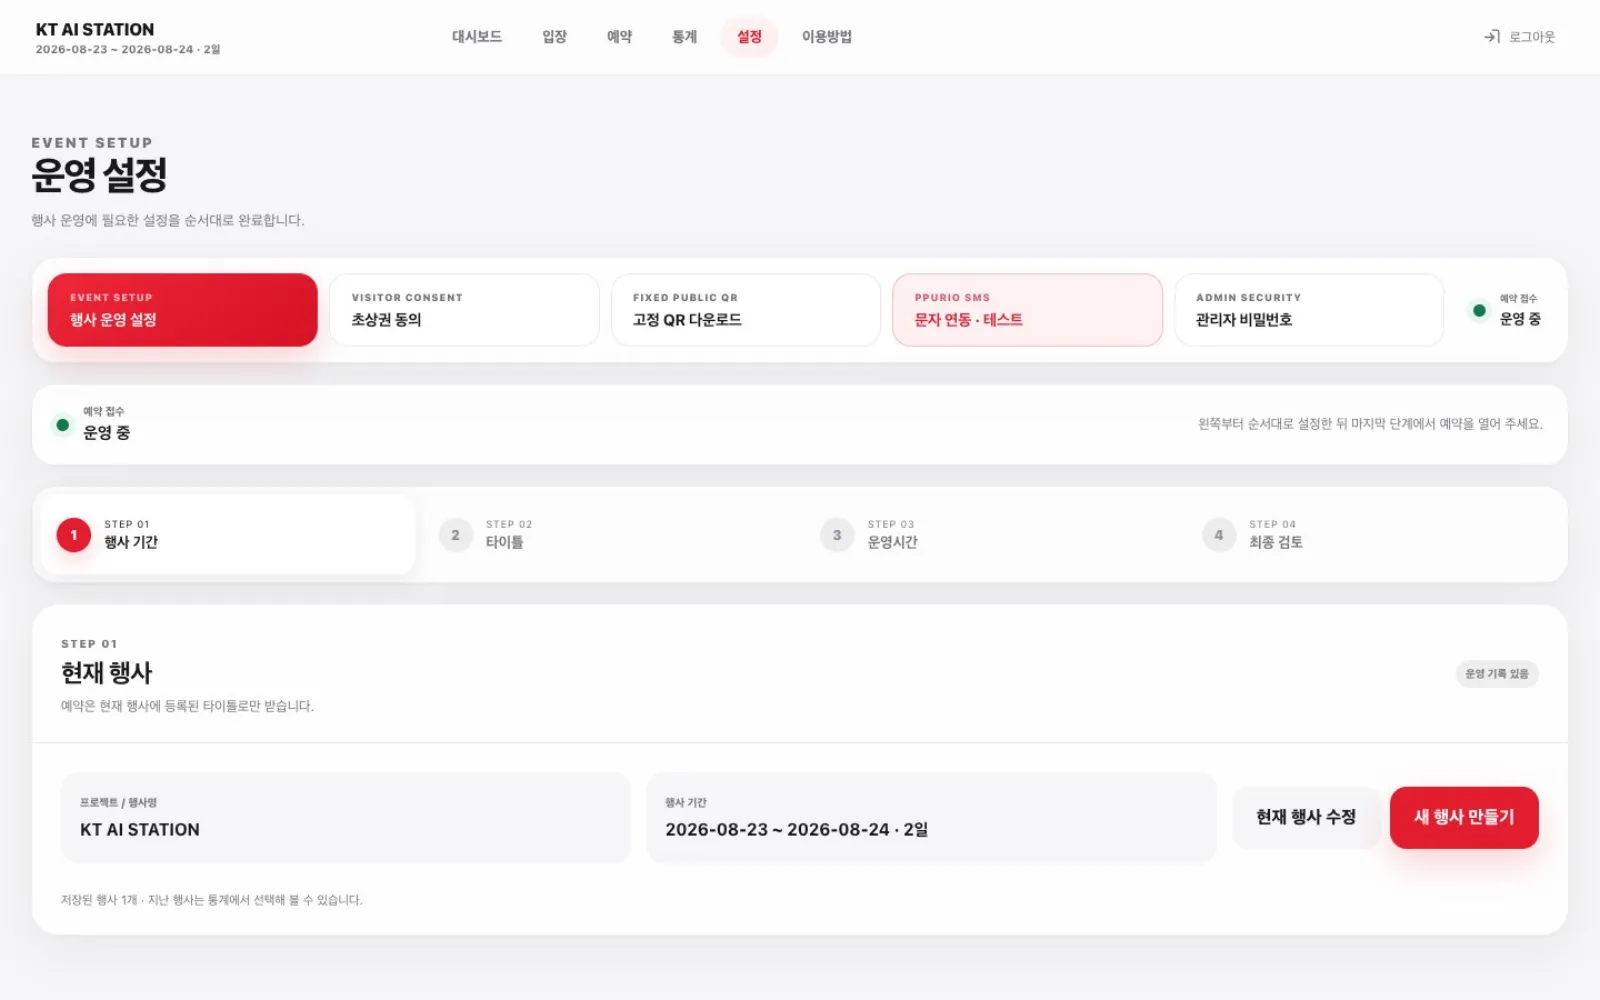 KT AI STATION
2026-08-23 ~ 2026-08-24 · 2일
대시보드
입장
예약
통계
설정
이용방법
로그아웃
EVENT SETUP
운영 설정
행사 운영에 필요한 설정을 순서대로 완료합니다.
EVENT SETUP
행사 운영 설정
VISITOR CONSENT
초상권 동의
FIXED PUBLIC QR
고정 QR 다운로드
PPURIO SMS
문자 연동 · 테스트
ADMIN SECURITY
관리자 비밀번호
예약 접수
운영 중
예약 접수
운영 중
왼쪽부터 순서대로 설정한 뒤 마지막 단계에서 예약을 열어 주세요.
1
STEP 01
행사 기간
2
STEP 02
타이틀
3
STEP 03
운영시간
4
STEP 04
최종 검토
STEP 01
현재 행사
예약은 현재 행사에 등록된 타이틀로만 받습니다.
운영 기록 있음
프로젝트 / 행사명
KT AI STATION
행사 기간
2026-08-23 ~ 2026-08-24 · 2일
현재 행사 수정
새 행사 만들기
저장된 행사 1개 · 지난 행사는 통계에서 선택해 볼 수 있습니다.